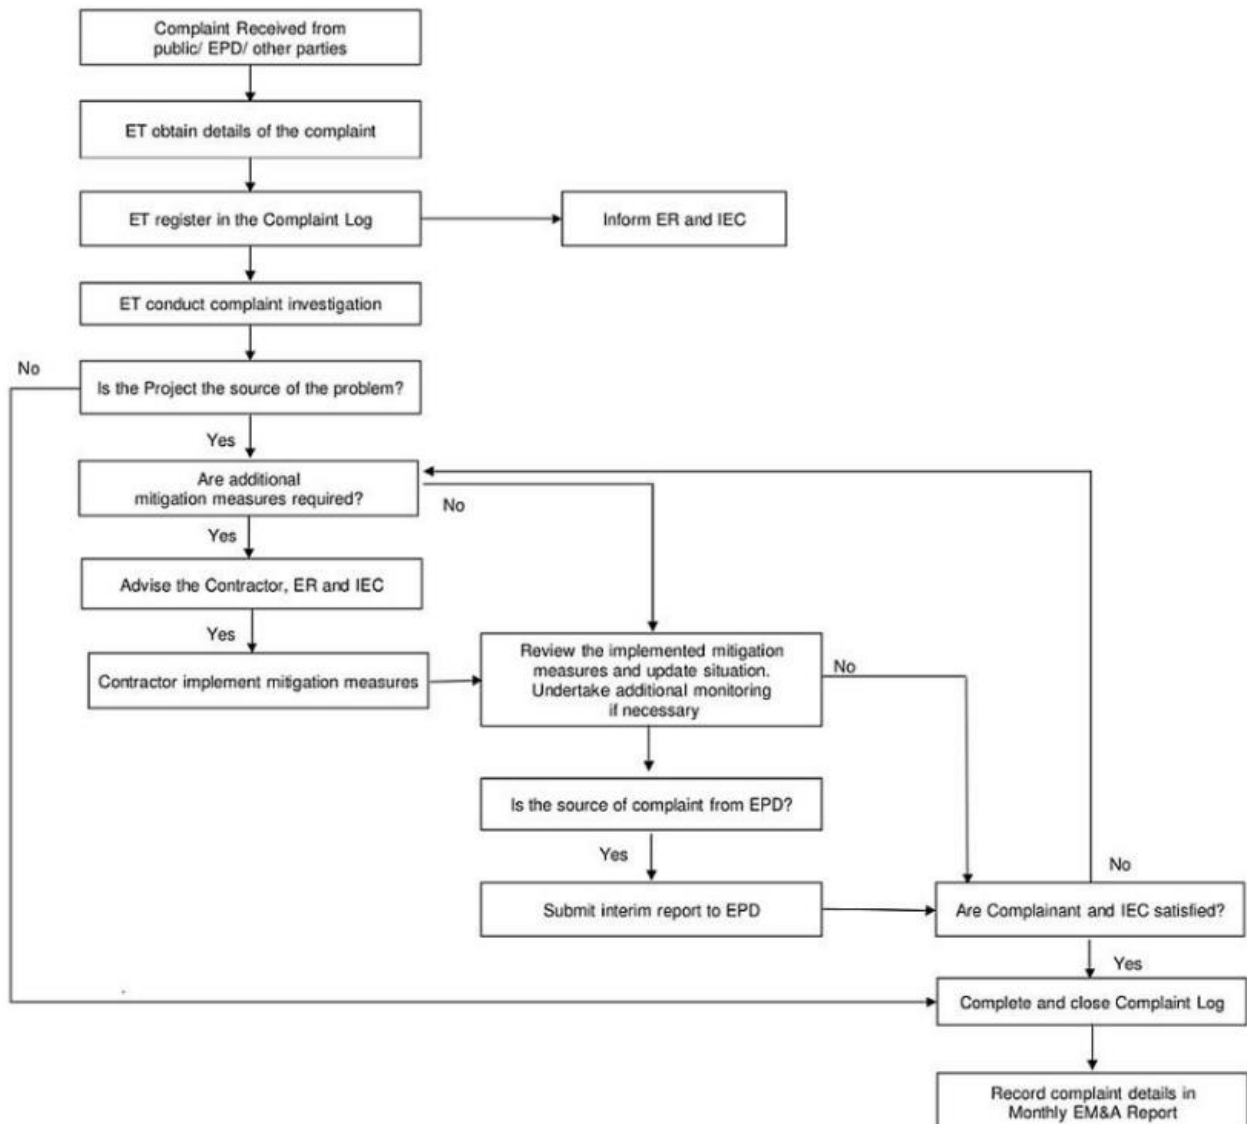 Complaint Received from
public/ EPD/ other parties
ET obtain details of the complaint
ET register in the Complaint Log
Inform ER and IEC
ET conduct complaint investigation
No
Is the Project the source of the problem?
Yes
Are additional
mitigation measures required?
No
Yes
Advise the Contractor, ER and IEC
Yes
Contractor implement mitigation measures
Review the implemented mitigation
measures and update situation.
Undertake additional monitoring
if necessary
No
Is the source of complaint from EPD?
Yes
Submit interim report to EPD
No
Are Complainant and IEC satisfied?
Yes
Complete and close Complaint Log
Record complaint details in
Monthly EM&A Report